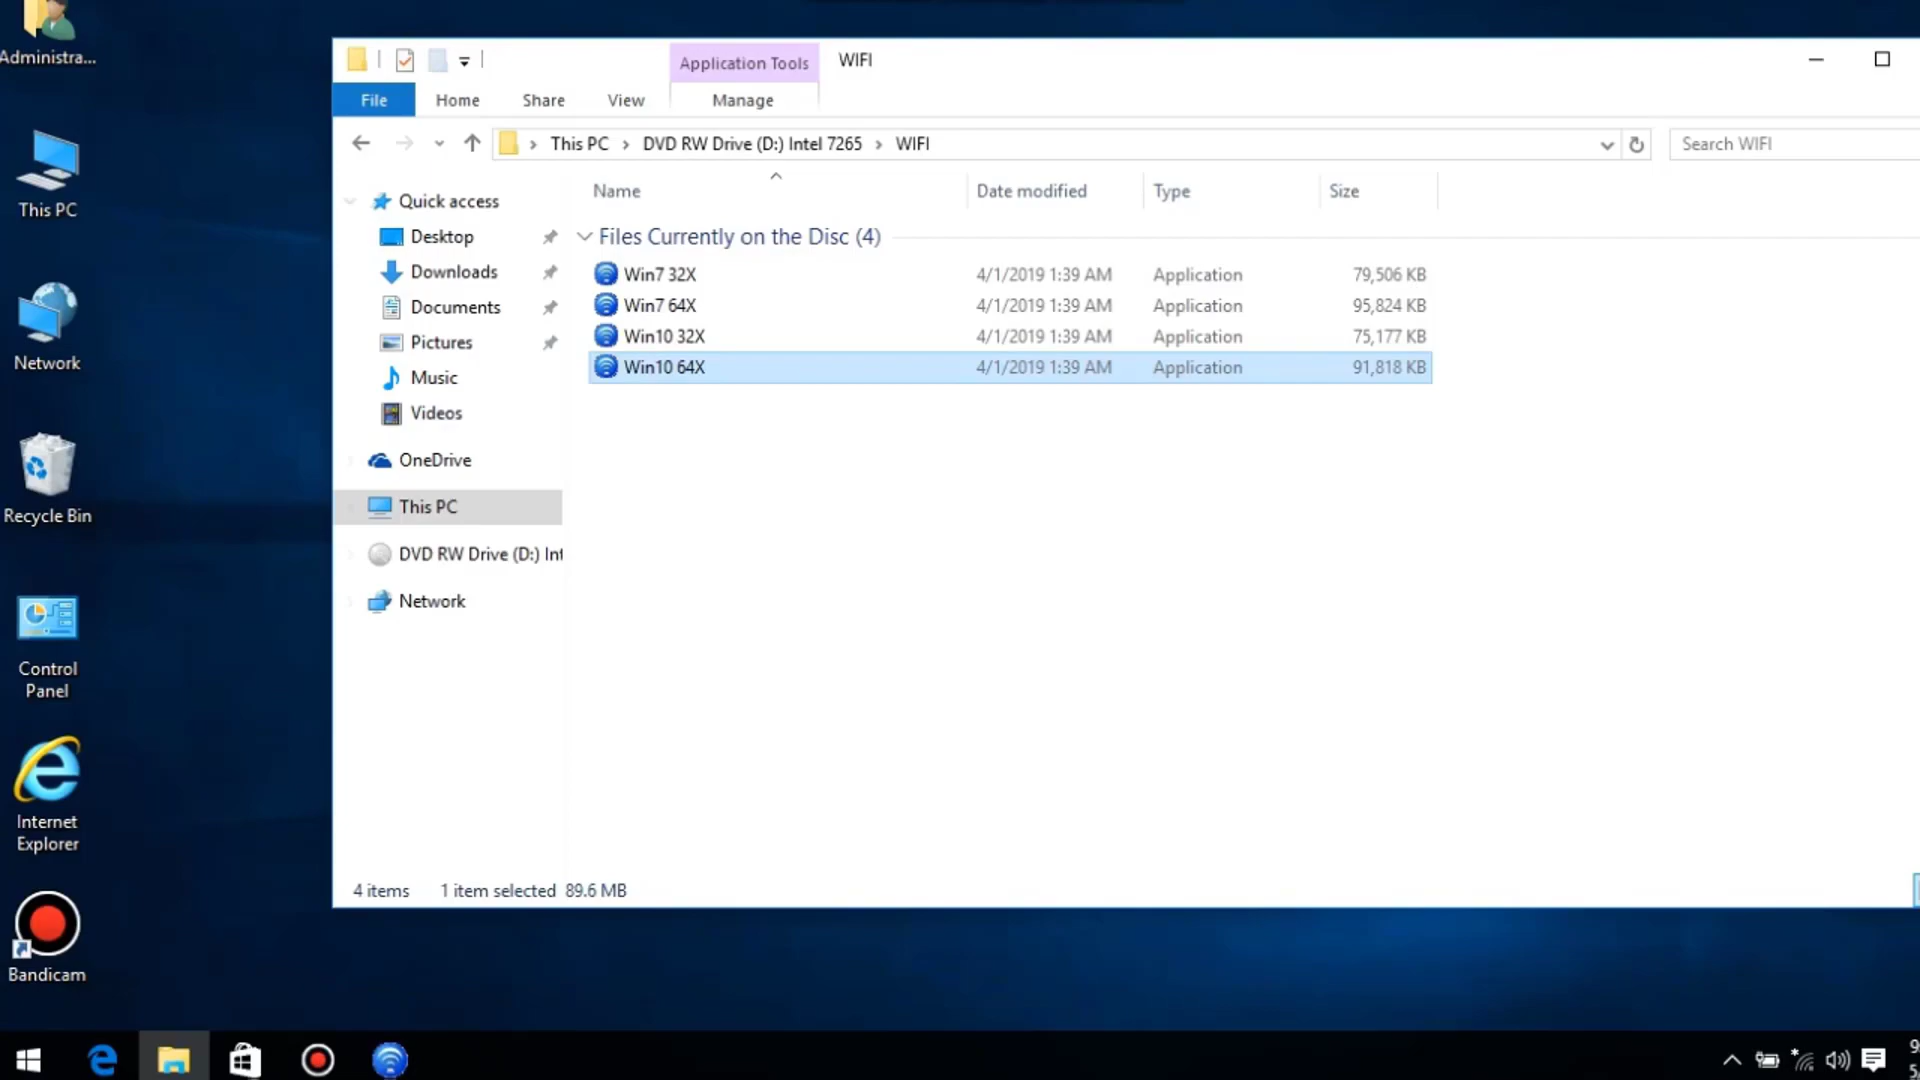 Administra...
This PC
Network
Recycle Bin
Control
Panel
Internet
Explorer
Bandicam
Application Tools
WIFI
File
Home
Share
View
Manage
This PC
DVD RW Drive (D:) Intel 7265
WIFI
Search WIFI
Quick access
Desktop
Downloads
Documents
Pictures
Music
Videos
OneDrive
This PC
DVD RW Drive (D:) Int
Network
Name Date modified Type Size
Files Currently on the Disc (4)
Win7 32X 4/1/2019 1:39 AM Application 79,506 KB
Win7 64X 4/1/2019 1:39 AM Application 95,824 KB
Win10 32X 4/1/2019 1:39 AM Application 75,177 KB
Win10 64X 4/1/2019 1:39 AM Application 91,818 KB
4 items 1 item selected 89.6 MB